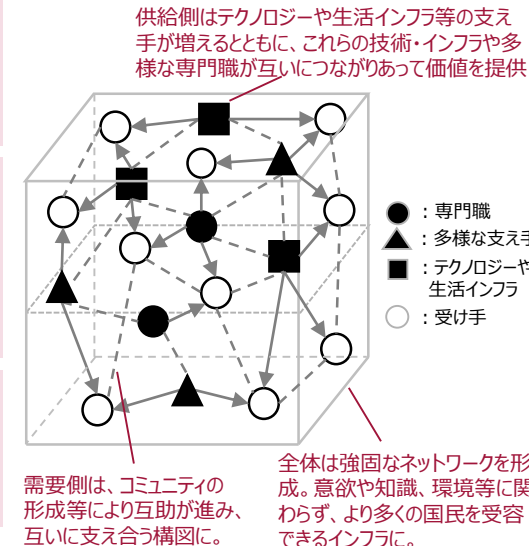 供給側はテクノロジーや生活インフラ等の支え
手が増えるとともに、これらの技術・インフラや多
様な専門職が互いにつながりあって価値を提供
：専門職
：多様な支え手
：テクノロジーや
生活インフラ
：受け手
需要側は、コミュニティの
形成等により互助が進み、
互いに支え合う構図に。
全体は強固なネットワークを形
成。意欲や知識、環境等に関
わらず、より多くの国民を受容
できるインフラに。